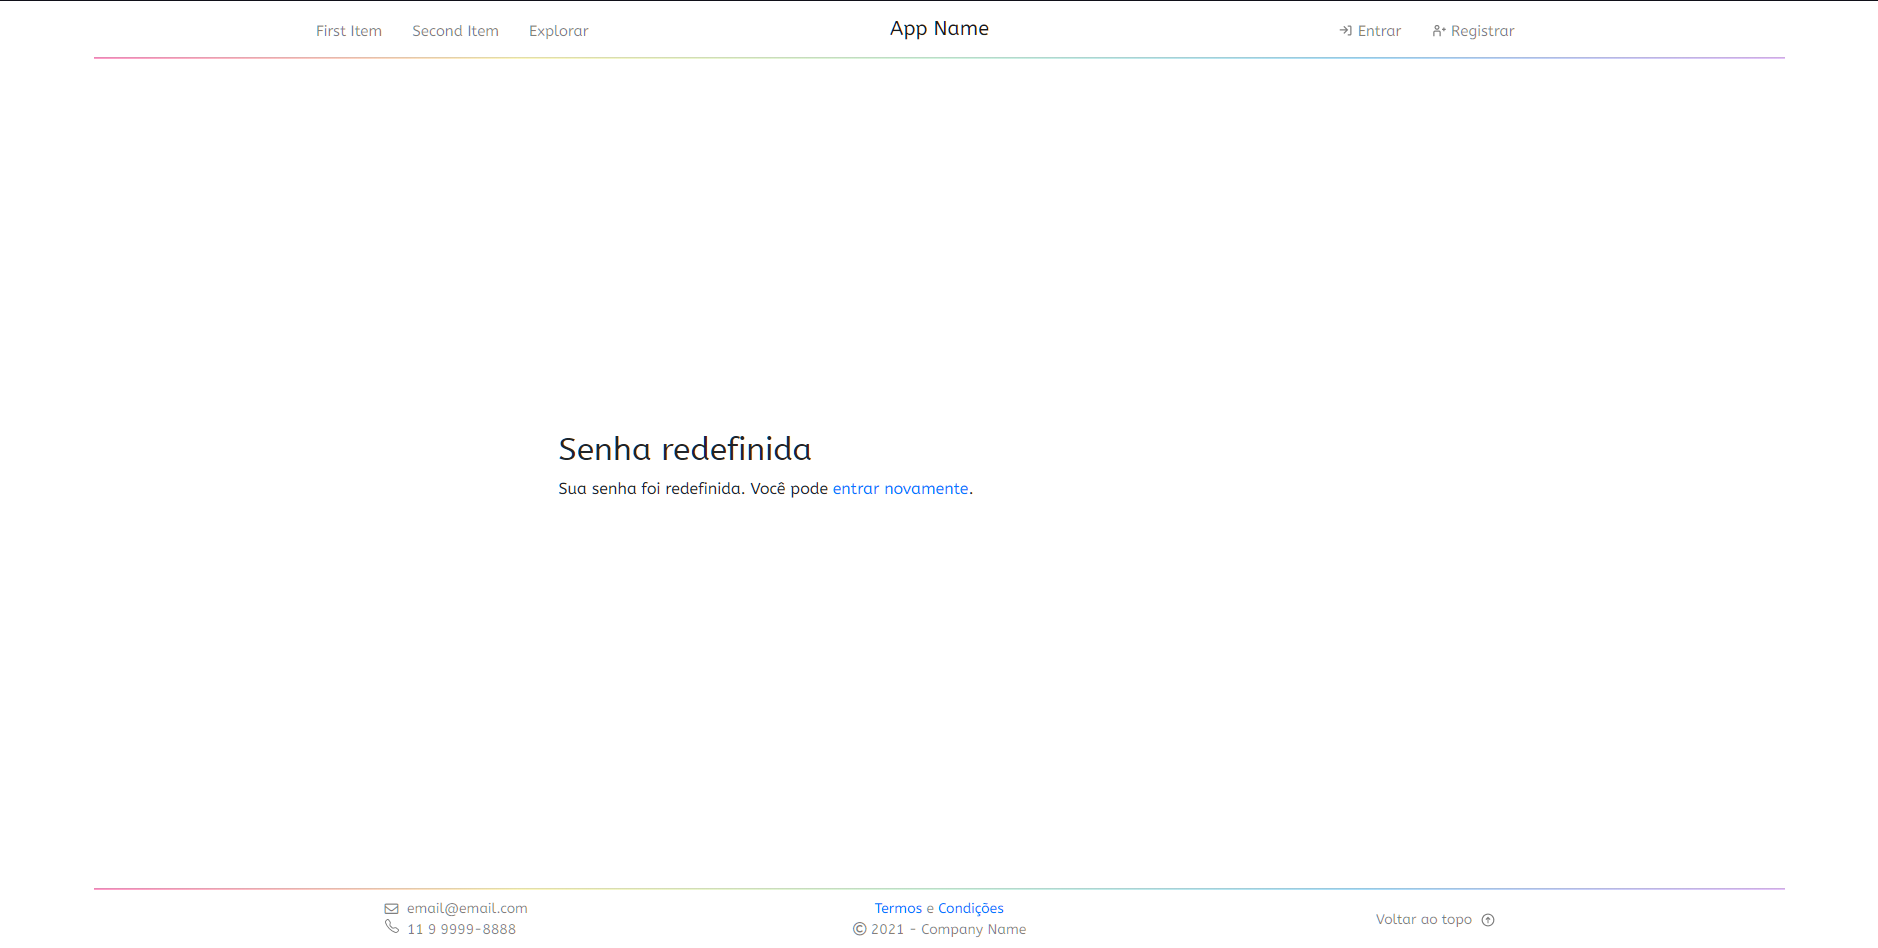 First Item Second Item Explorar App Name Entrar Registrar
Senha redefinida
Sua senha foi redefinida. Você pode entrar novamente.
email@email.com
11 9 9999-8888
Termos e Condições
© 2021 - Company Name
Voltar ao topo